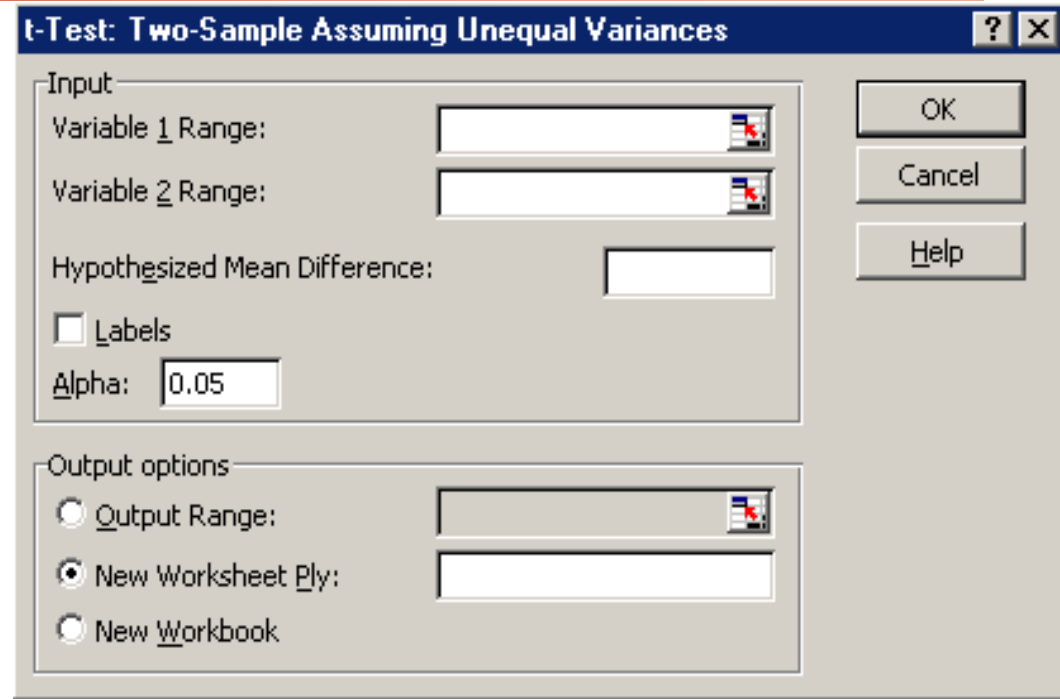 t-Test: Two-Sample Assuming Unequal Variances
Input
Variable 1 Range:
Variable 2 Range:
Hypothesized Mean Difference:
Labels
Alpha: 0.05
OK
Cancel
Help
Output options
Output Range:
New Worksheet Ply:
New Workbook